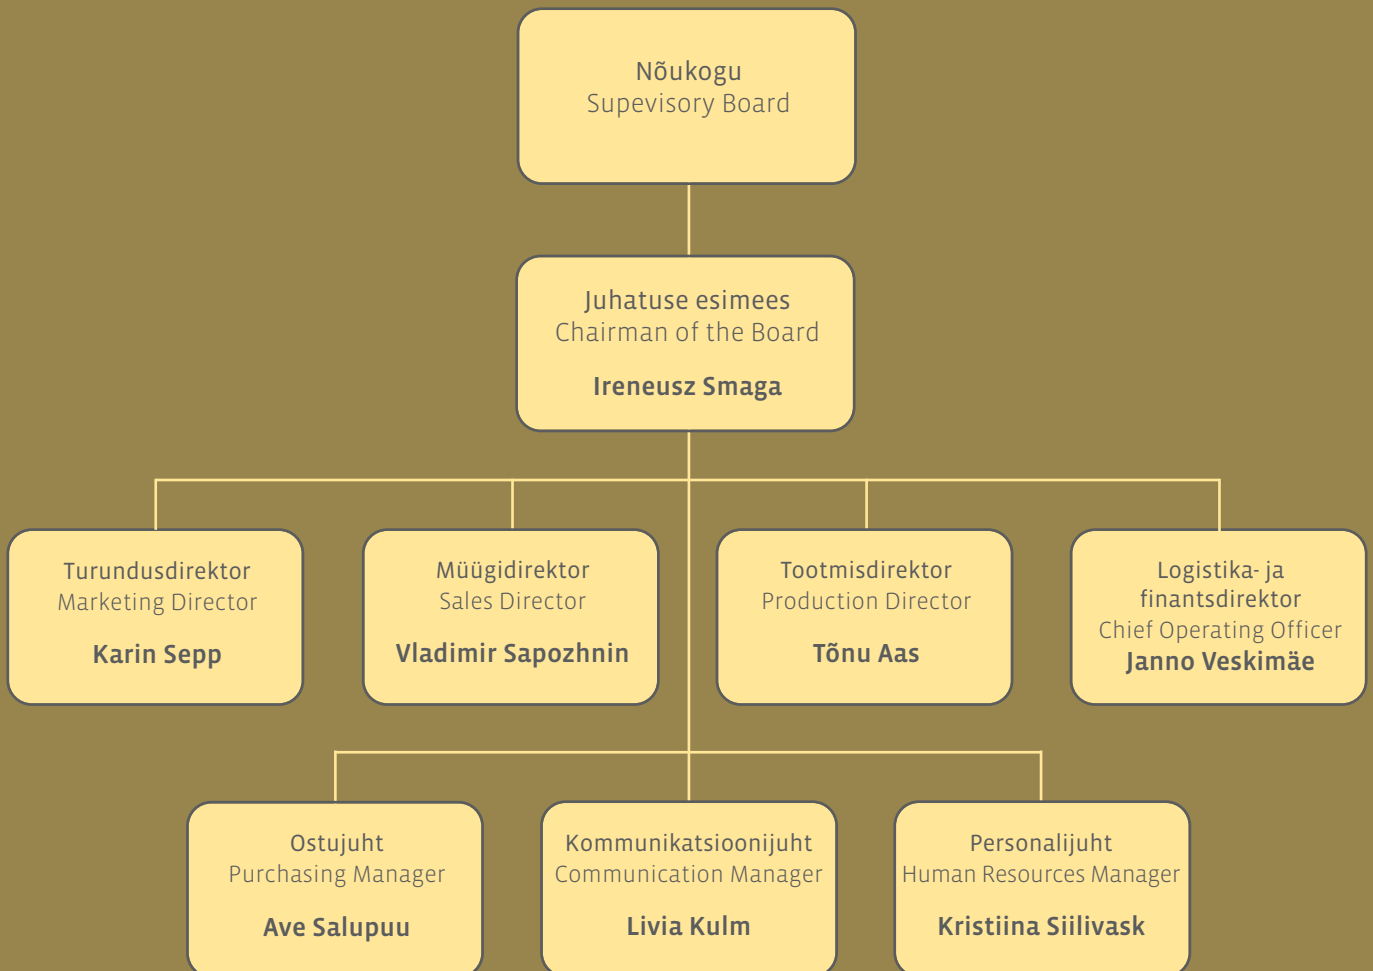 Nõukogu
Supevisory Board
Juhatuse esimees
Chairman of the Board
Ireneusz Smaga
Turundusdirektor
Marketing Director
Karin Sepp
Müügidirektor
Sales Director
Vladimir Sapozhnin
Tootmisdirektor
Production Director
Tõnu Aas
Logistika- ja
finantsdirektor
Chief Operating Officer
Janno Veskimäe
Ostujuht
Purchasing Manager
Ave Salupuu
Kommunikatsioonijuht
Communication Manager
Livia Kulm
Personalijuht
Human Resources Manager
Kristiina Siilivask